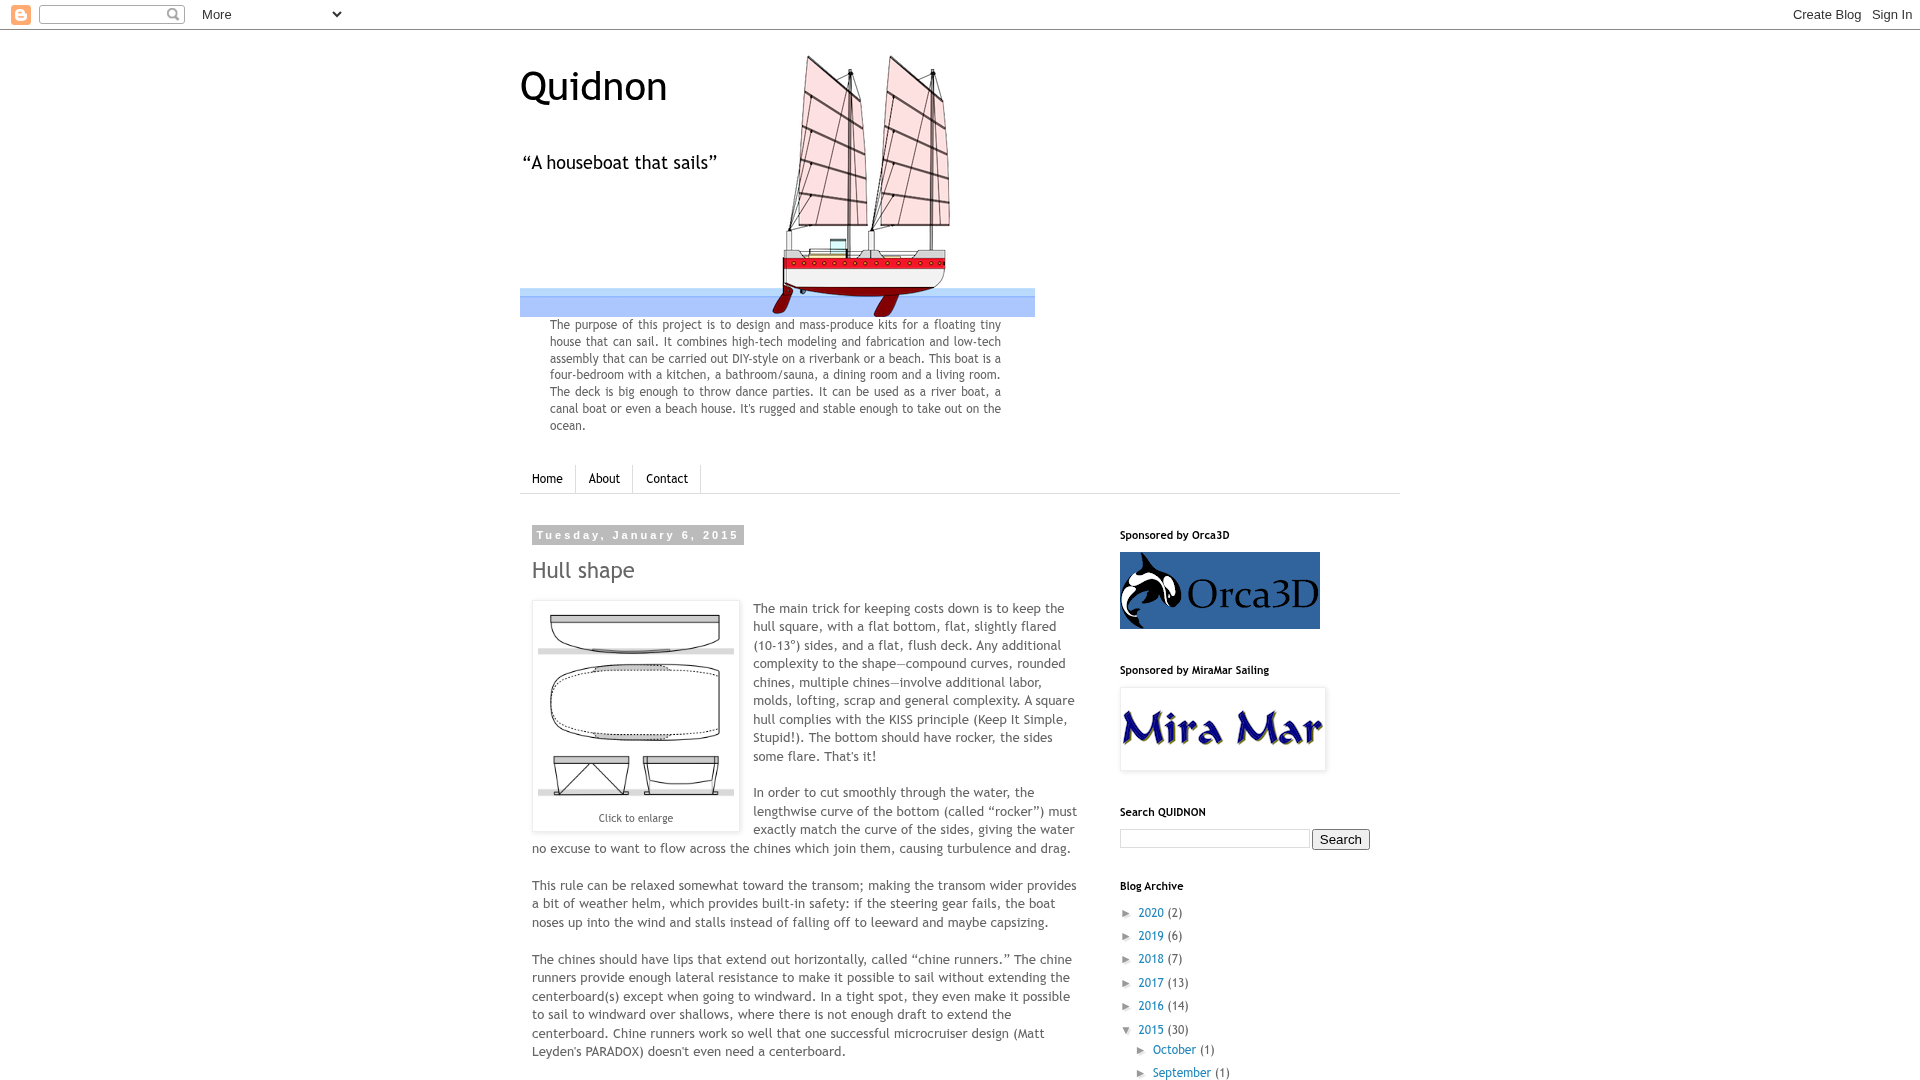 More
Create Blog
Sign In
Quidnon
“A houseboat that sails”
The purpose of this project is to design and mass-produce kits for a floating tiny
house that can sail. It combines high-tech modeling and fabrication and low-tech
assembly that can be carried out DIY-style on a riverbank or a beach. This boat is a
four-bedroom with a kitchen, a bathroom/sauna, a dining room and a living room.
The deck is big enough to throw dance parties. It can be used as a river boat, a
canal boat or even a beach house. It's rugged and stable enough to take out on the
ocean.
Home
About
Contact
Tuesday, January 6, 2015
Hull shape
Click to enlarge
The main trick for keeping costs down is to keep the
hull square, with a flat bottom, flat, slightly flared
(10-13º) sides, and a flat, flush deck. Any additional
complexity to the shape—compound curves, rounded
chines, multiple chines—involve additional labor,
molds, lofting, scrap and general complexity. A square
hull complies with the KISS principle (Keep It Simple,
Stupid!). The bottom should have rocker, the sides
some flare. That's it!
In order to cut smoothly through the water, the
lengthwise curve of the bottom (called “rocker”) must
exactly match the curve of the sides, giving the water
no excuse to want to flow across the chines which join them, causing turbulence and drag.
This rule can be relaxed somewhat toward the transom; making the transom wider provides
a bit of weather helm, which provides built-in safety: if the steering gear fails, the boat
noses up into the wind and stalls instead of falling off to leeward and maybe capsizing.
The chines should have lips that extend out horizontally, called “chine runners.” The chine
runners provide enough lateral resistance to make it possible to sail without extending the
centerboard(s) except when going to windward. In a tight spot, they even make it possible
to sail to windward over shallows, where there is not enough draft to extend the
centerboard. Chine runners work so well that one successful microcruiser design (Matt
Leyden's PARADOX) doesn't even need a centerboard.
Sponsored by Orca3D
Orca3D
Sponsored by MiraMar Sailing
Mira Mar
Search QUIDNON
Search
Blog Archive
► 2020 (2)
► 2019 (6)
► 2018 (7)
► 2017 (13)
► 2016 (14)
▼ 2015 (30)
► October (1)
► September (1)